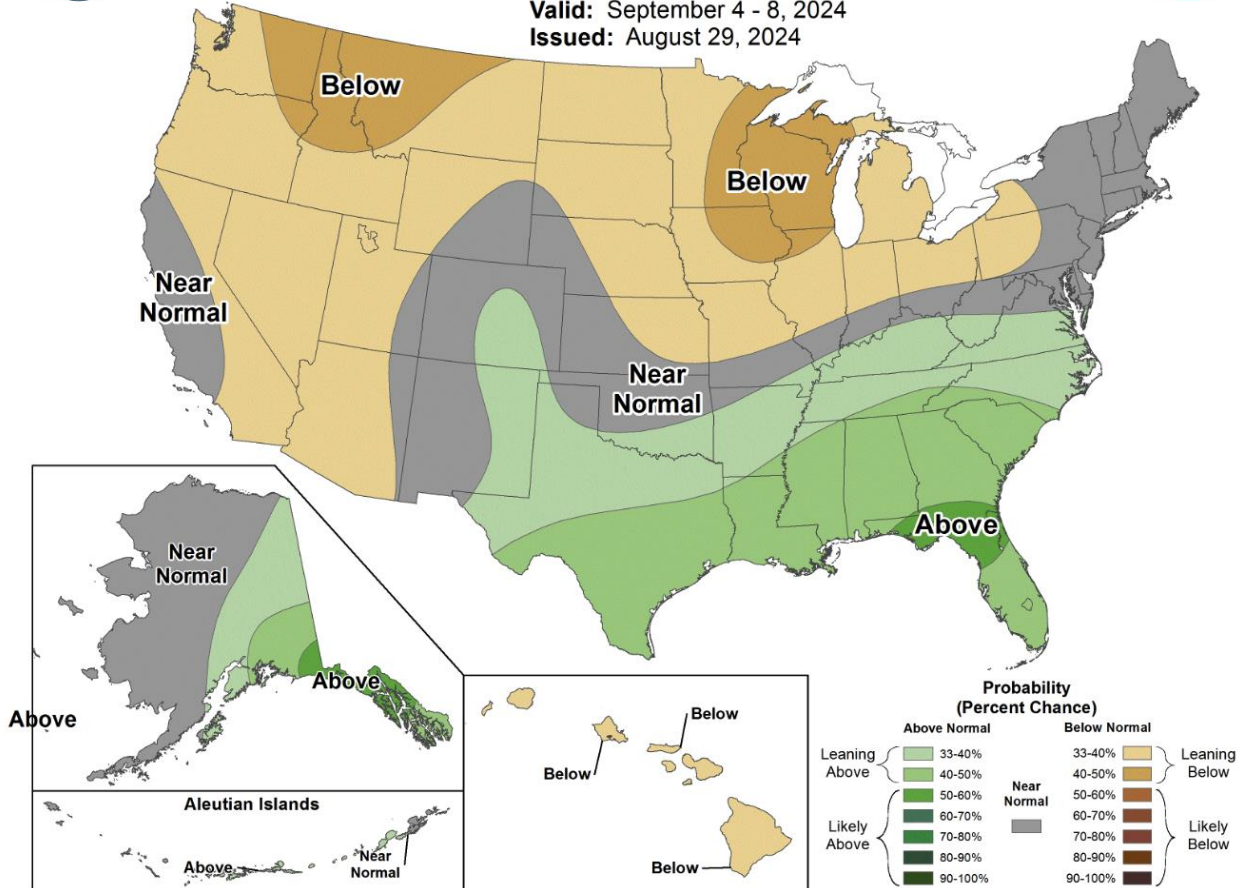 Valid: September 4 - 8, 2024
Issued: August 29, 2024
Below
Below
Near
Normal
Near
Normal
Above
Near
Normal
Above
Above
Aleutian Islands
Above
Near
Normal
Below
Below
Below
Probability
(Percent Chance)
Above Normal
Below Normal
Leaning
Above
33-40%
40-50%
50-60%
60-70%
70-80%
80-90%
90-100%
Likely
Above
Near
Normal
33-40%
40-50%
50-60%
60-70%
70-80%
80-90%
90-100%
Leaning
Below
Likely
Below